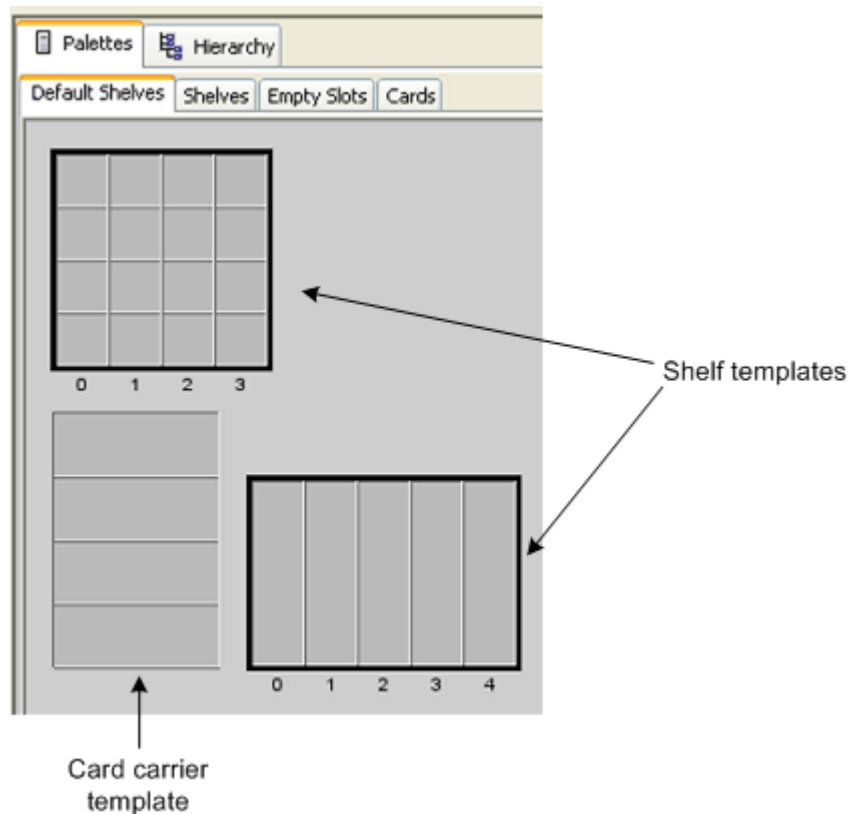 Palettes Hierarchy
Default Shelves Shelves Empty Slots Cards
0 1 2 3
Shelf templates
0 1 2 3 4
Card carrier
template